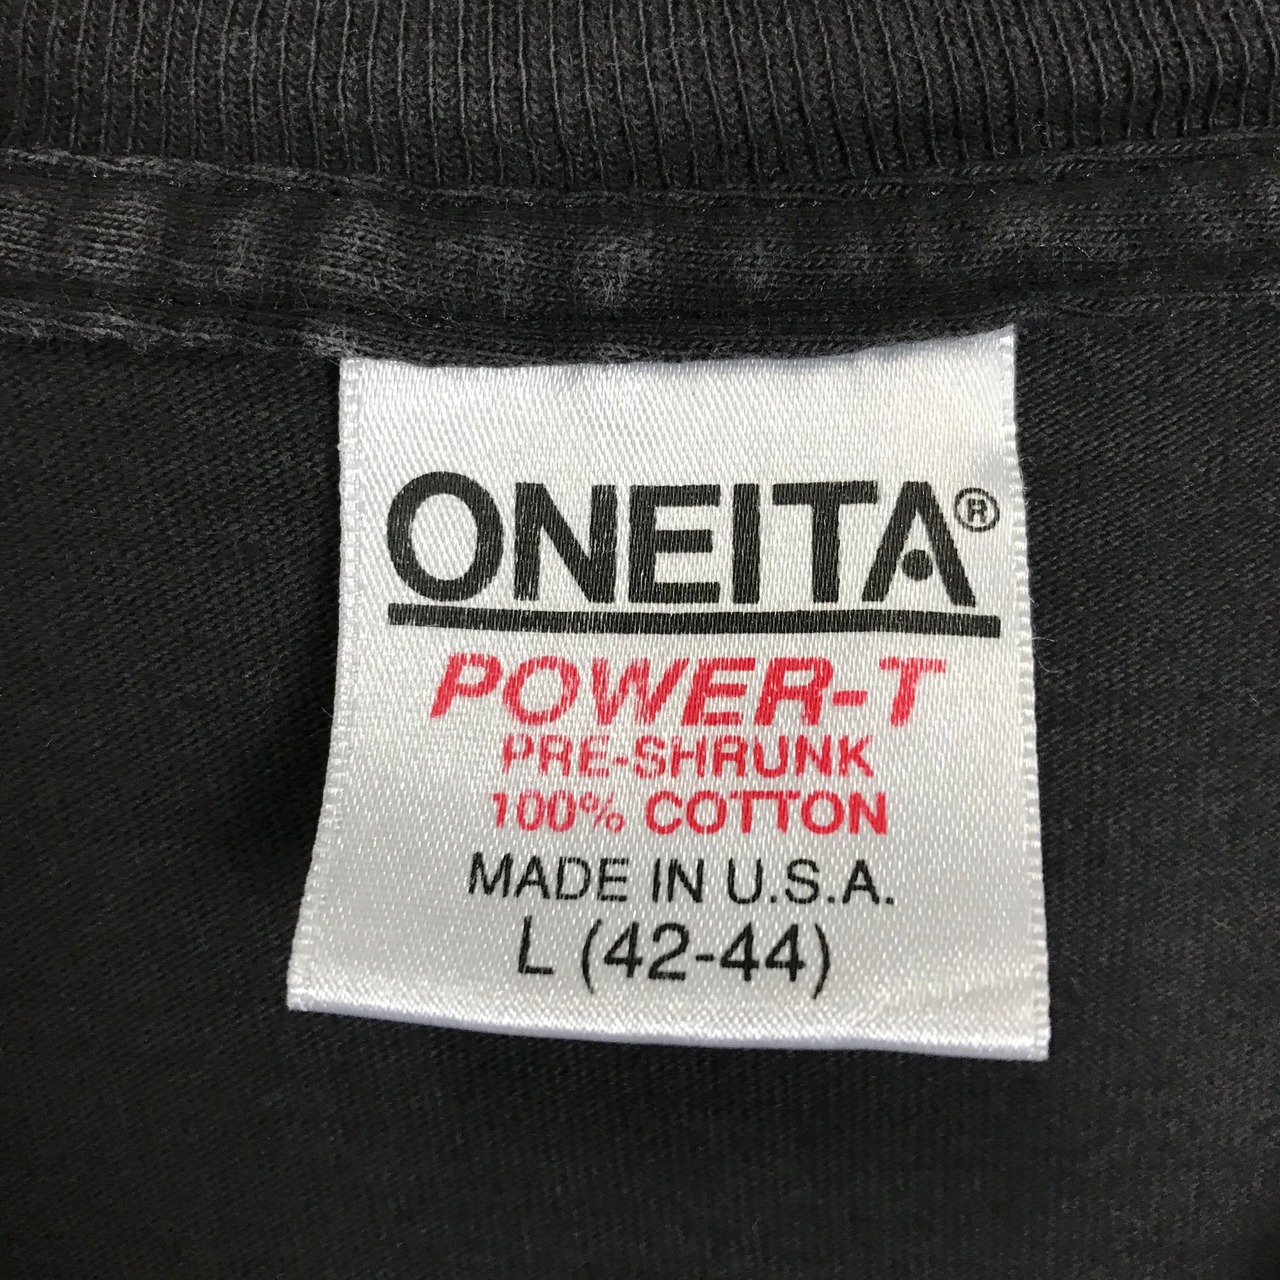 ONEITA®
POWER-T
PRE-SHRUNK
100% COTTON
MADE IN U.S.A.
L (42-44)